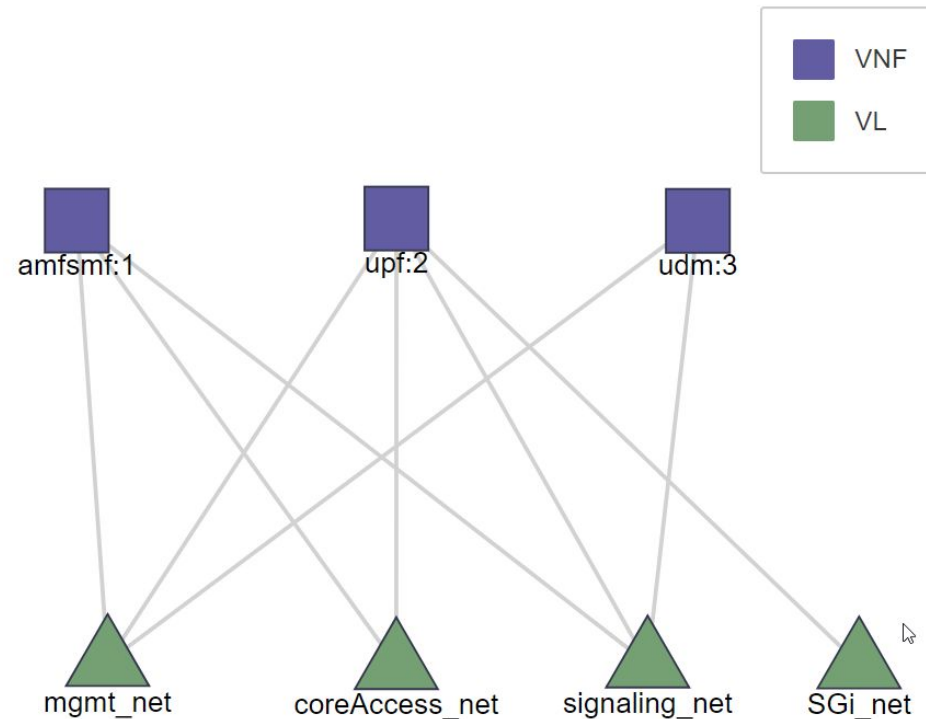 VNF
VL
amfsmf:1
upf:2
udm:3
mgmt_net
coreAccess_net
signaling_net
SGi_net